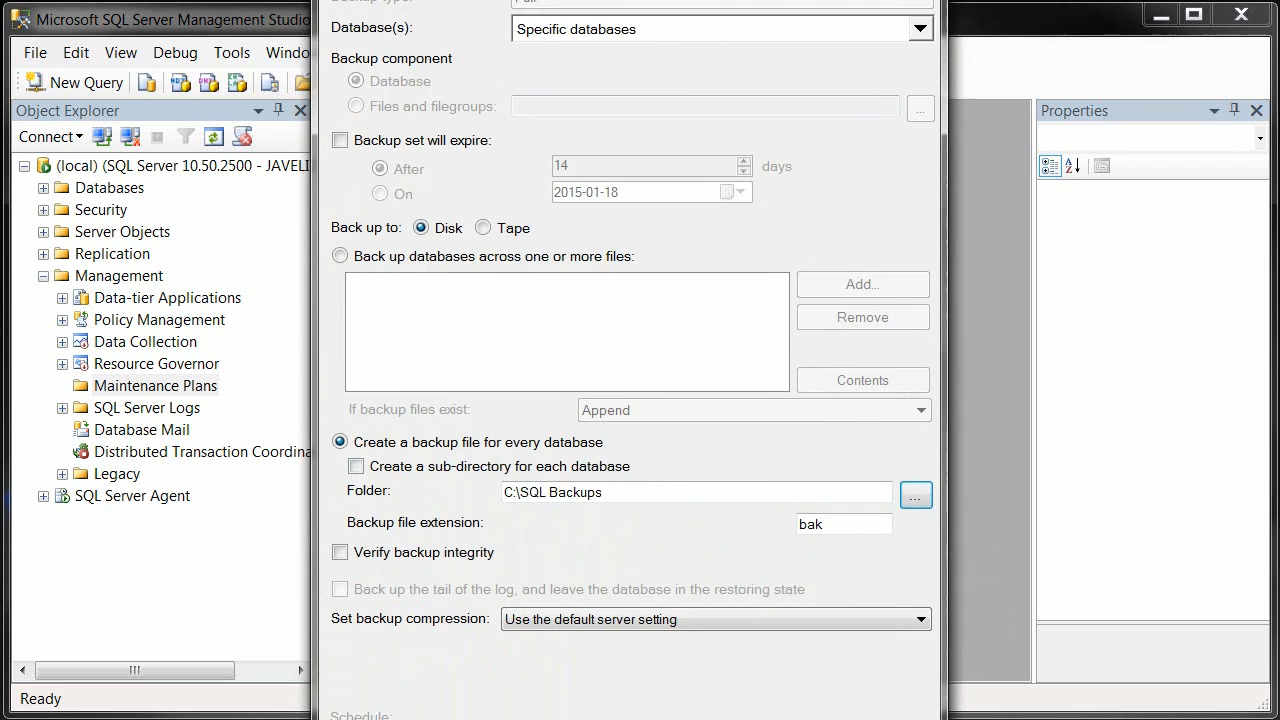 Microsoft SQL Server Management Studio
File Edit View Debug Tools Windo
New Query
Object Explorer
Connect
(local) (SQL Server 10.50.2500 - JAVELI
Databases
Security
Server Objects
Replication
Management
Data-tier Applications
Policy Management
Data Collection
Resource Governor
Maintenance Plans
SQL Server Logs
Database Mail
Distributed Transaction Coordina
Legacy
SQL Server Agent
Ready
Database(s): Specific databases
Backup component
Database
Files and filegroups: ...
Backup set will expire:
After 14 days
On 2015-01-18
Back up to: Disk Tape
Back up databases across one or more files:
Add...
Remove
Contents
If backup files exist: Append
Create a backup file for every database
Create a sub-directory for each database
Folder: C:\SQL Backups ...
Backup file extension: bak
Verify backup integrity
Back up the tail of the log, and leave the database in the restoring state
Set backup compression: Use the default server setting
Schedule:
Properties